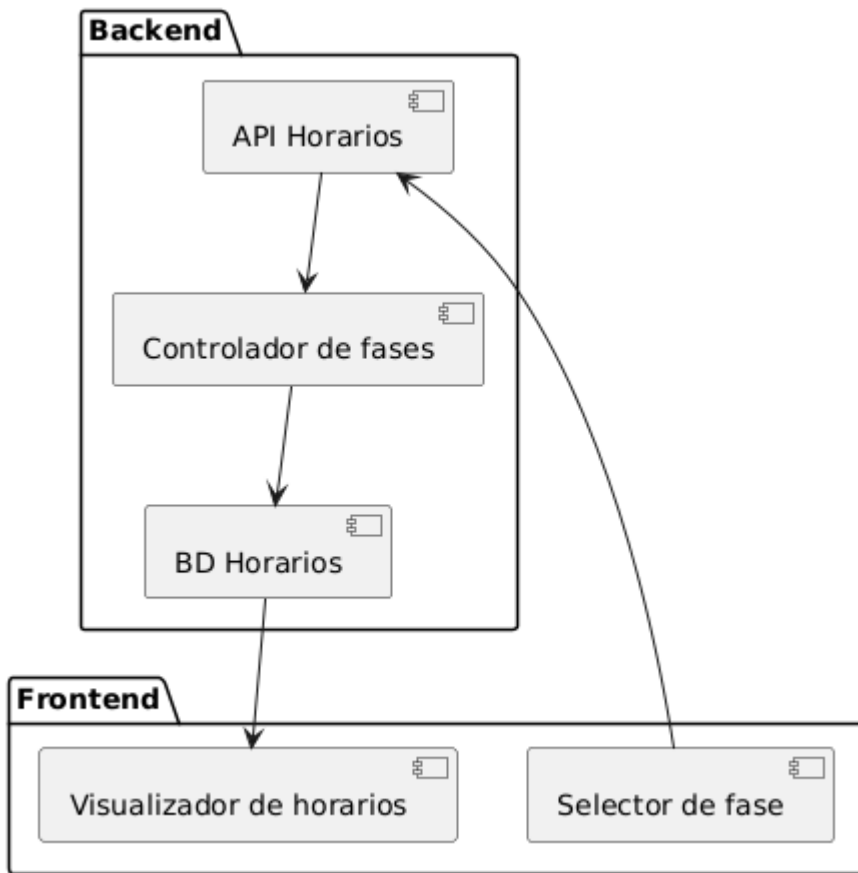 Backend
API Horarios
Controlador de fases
BD Horarios
Frontend
Visualizador de horarios
Selector de fase